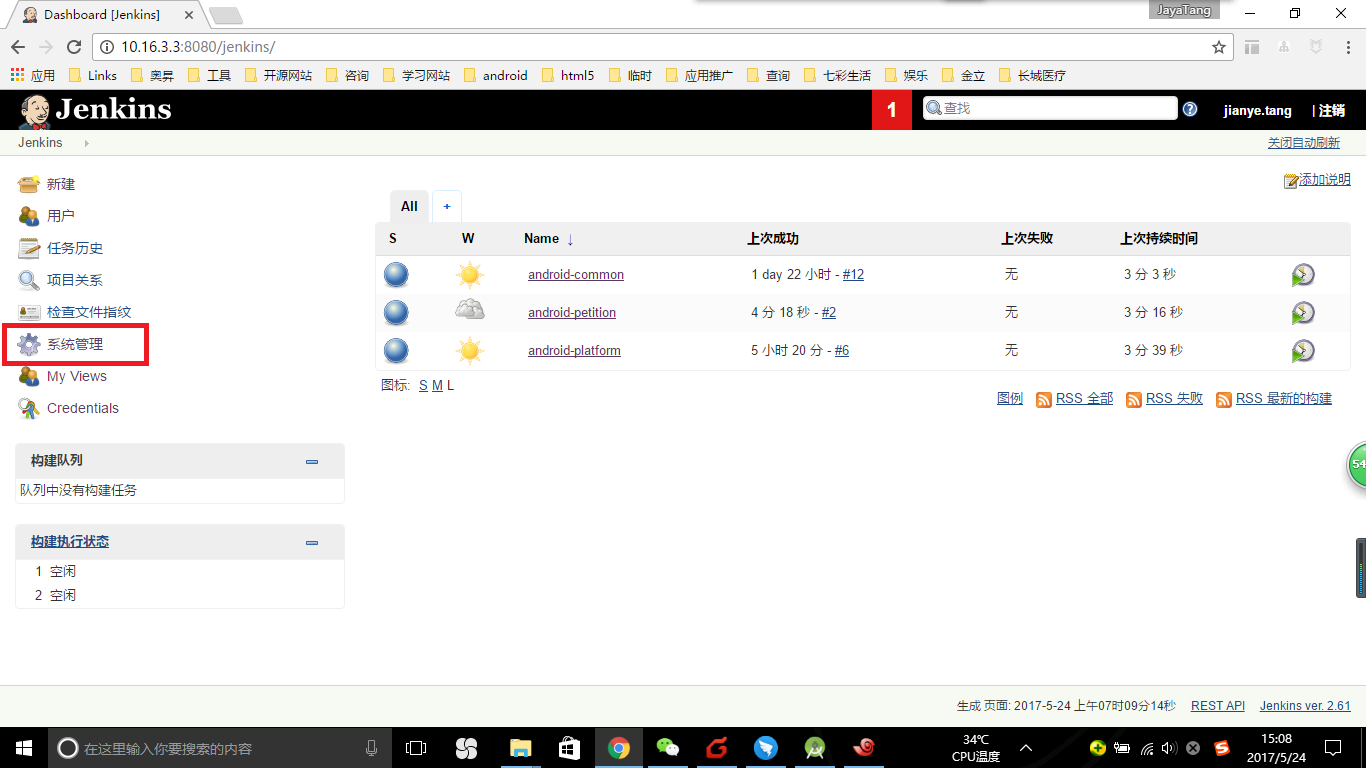 Dashboard [Jenkins]
JayaTang
10.16.3.3:8080/jenkins/
应用 Links 奥昇 工具 开源网站 咨询 学习网站 android html5 临时 应用推广 查询 七彩生活 娱乐 金立 长城医疗
Jenkins 1 查找 ? jianye.tang | 注销
Jenkins 关闭自动刷新
新建
用户
任务历史
项目关系
检查文件指纹
系统管理
My Views
Credentials
构建队列
队列中没有构建任务
构建执行状态
1 空闲
2 空闲
添加说明
All +
S W Name ↓ 上次成功 上次失败 上次持续时间
android-common 1 day 22 小时 - #12 无 3 分 3 秒
android-petition 4 分 18 秒 - #2 无 3 分 16 秒
android-platform 5 小时 20 分 - #6 无 3 分 39 秒
图标: S M L
图例 RSS 全部 RSS 失败 RSS 最新的构建
54
生成 页面: 2017-5-24 上午07时09分14秒 REST API Jenkins ver. 2.61
在这里输入你要搜索的内容
34℃
CPU温度
15:08
2017/5/24